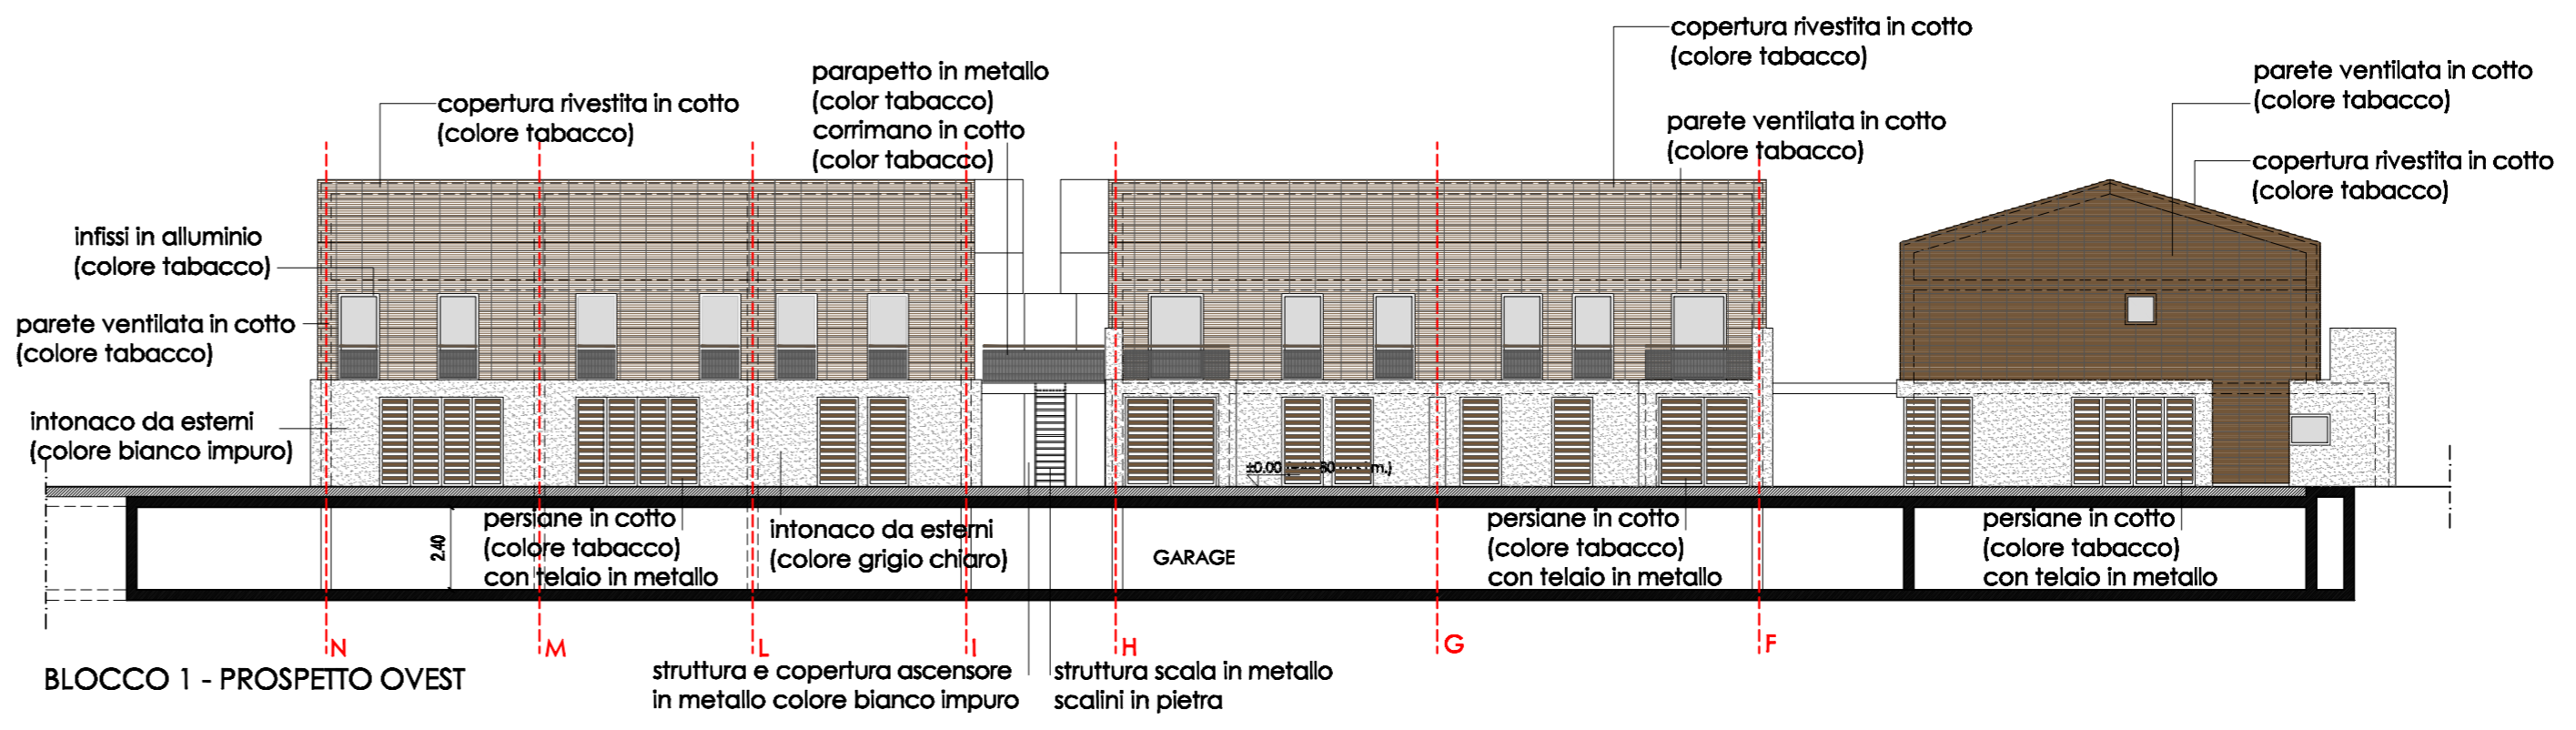 copertura rivestita in cotto
(colore tabacco)
parapetto in metallo
(color tabacco)
corrimano in cotto
(color tabacco)
copertura rivestita in cotto
(colore tabacco)
parete ventilata in cotto
(colore tabacco)
parete ventilata in cotto
(colore tabacco)
copertura rivestita in cotto
(colore tabacco)
infissi in alluminio
(colore tabacco)
parete ventilata in cotto
(colore tabacco)
intonaco da esterni
(colore bianco impuro)
±0.00
persiane in cotto
(colore tabacco)
con telaio in metallo
2.40
intonaco da esterni
(colore grigio chiaro)
GARAGE
persiane in cotto
(colore tabacco)
con telaio in metallo
persiane in cotto
(colore tabacco)
con telaio in metallo
N
M
L
I
H
G
F
struttura e copertura ascensore
in metallo colore bianco impuro
struttura scala in metallo
scalini in pietra
BLOCCO 1 - PROSPETTO OVEST